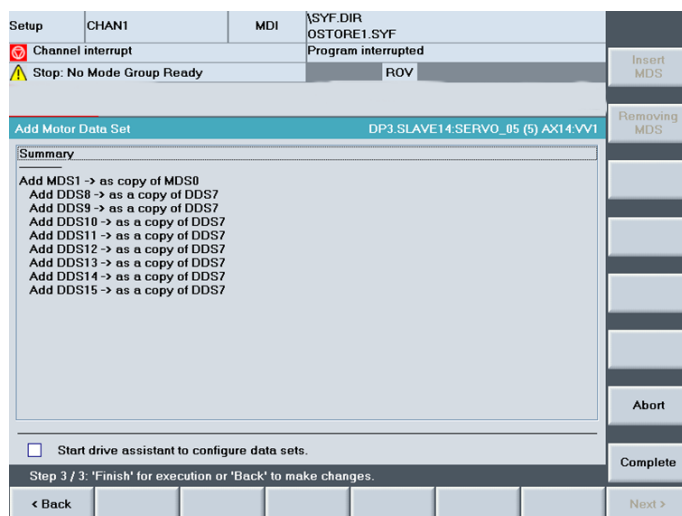 Setup CHAN1 MDI \SYF.DIR
OSTORE1.SYF
Channel interrupt Program interrupted
Stop: No Mode Group Ready ROV
Insert
MDS
Add Motor Data Set DP3.SLAVE14:SERVO_05 (5) AX14:VV1
Removing
MDS
Summary
Add MDS1 -> as copy of MDS0
Add DDS8 -> as a copy of DDS7
Add DDS9 -> as a copy of DDS7
Add DDS10 -> as a copy of DDS7
Add DDS11 -> as a copy of DDS7
Add DDS12 -> as a copy of DDS7
Add DDS13 -> as a copy of DDS7
Add DDS14 -> as a copy of DDS7
Add DDS15 -> as a copy of DDS7
Abort
Start drive assistant to configure data sets.
Complete
Step 3 / 3: 'Finish' for execution or 'Back' to make changes.
< Back Next >